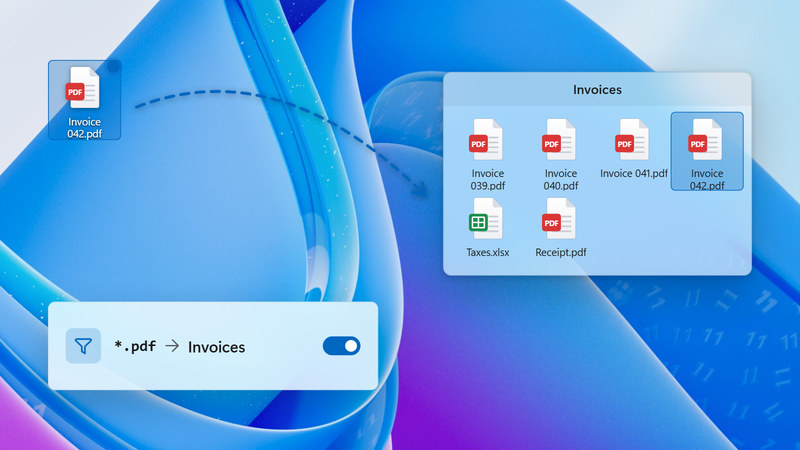 PDF
Invoice
042.pdf
Invoices
PDF PDF PDF PDF
Invoice
039.pdf
Invoice
040.pdf
Invoice 041.pdf
Invoice
042.pdf
PDF
Taxes.xlsx
Receipt.pdf
*.pdf → Invoices